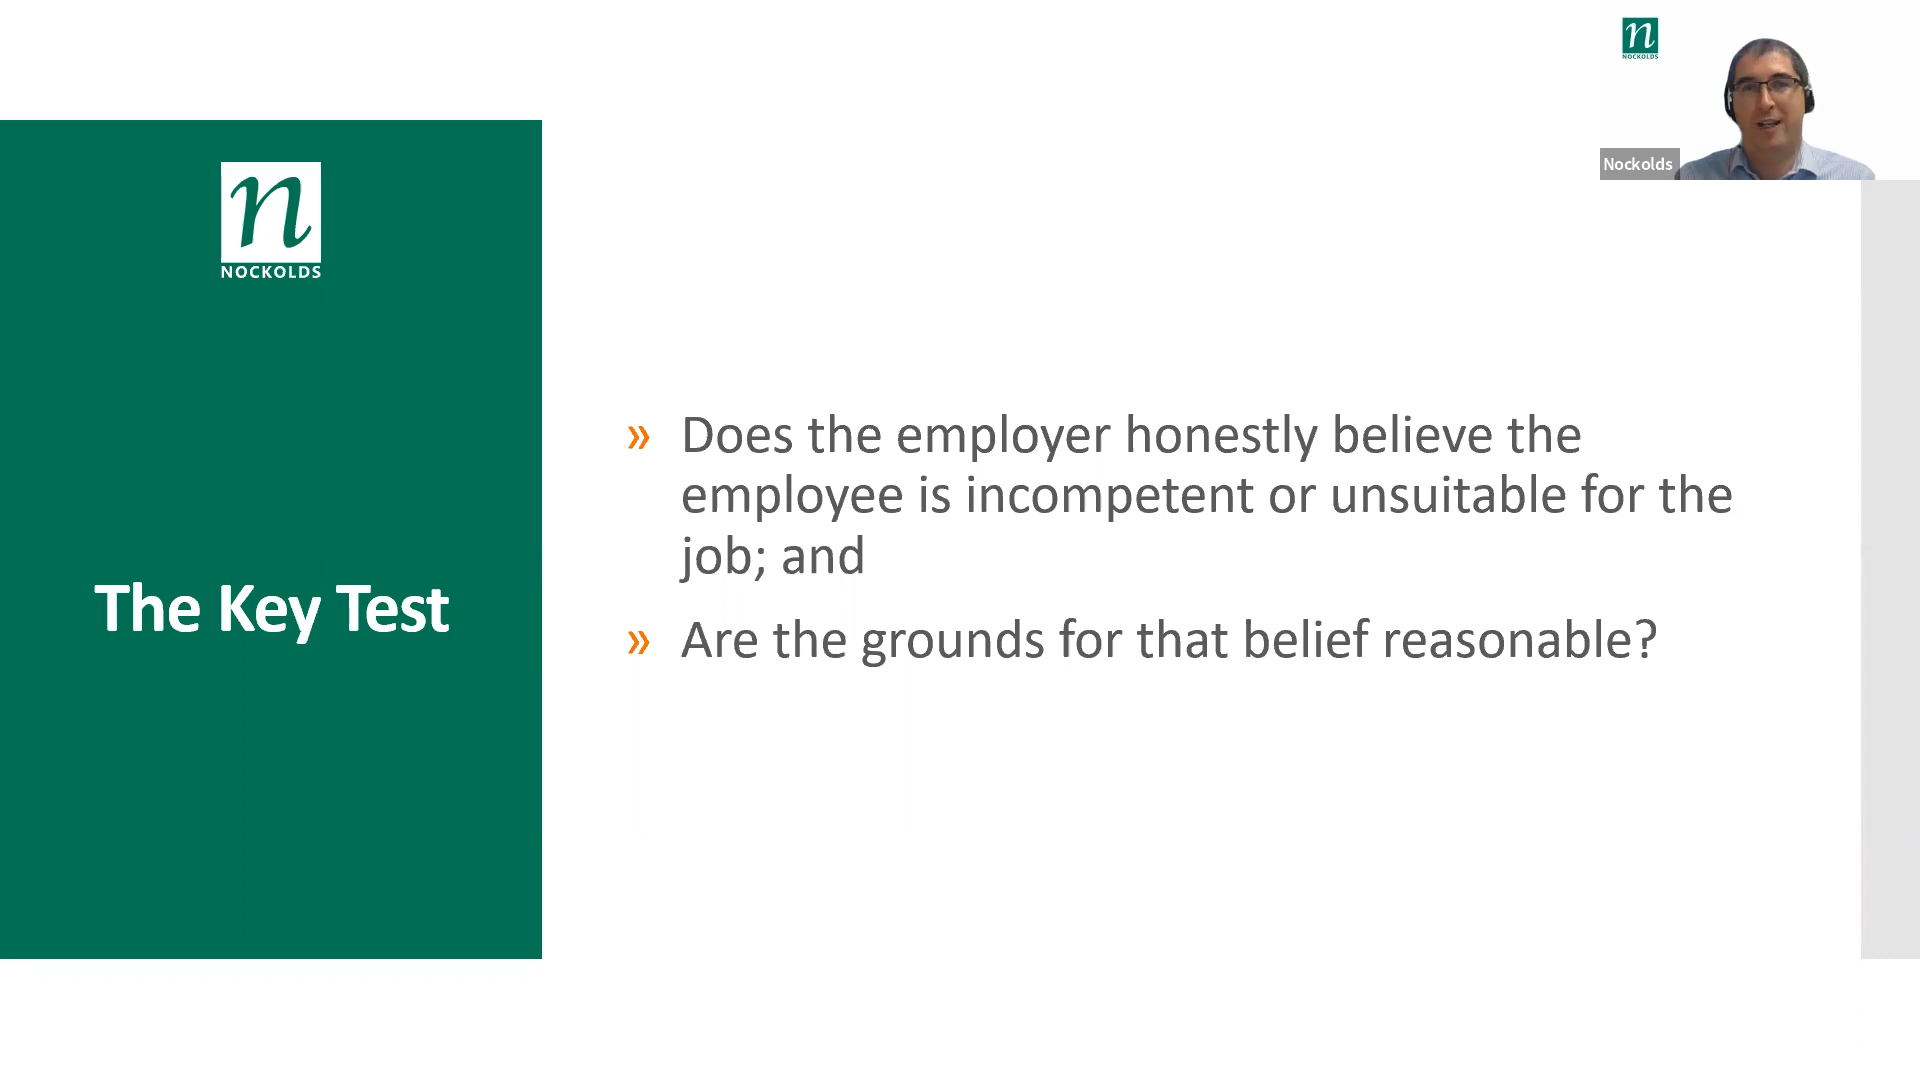 n
NOCKOLDS
Nockolds
n
NOCKOLDS
The Key Test
» Does the employer honestly believe the
employee is incompetent or unsuitable for the
job; and
» Are the grounds for that belief reasonable?